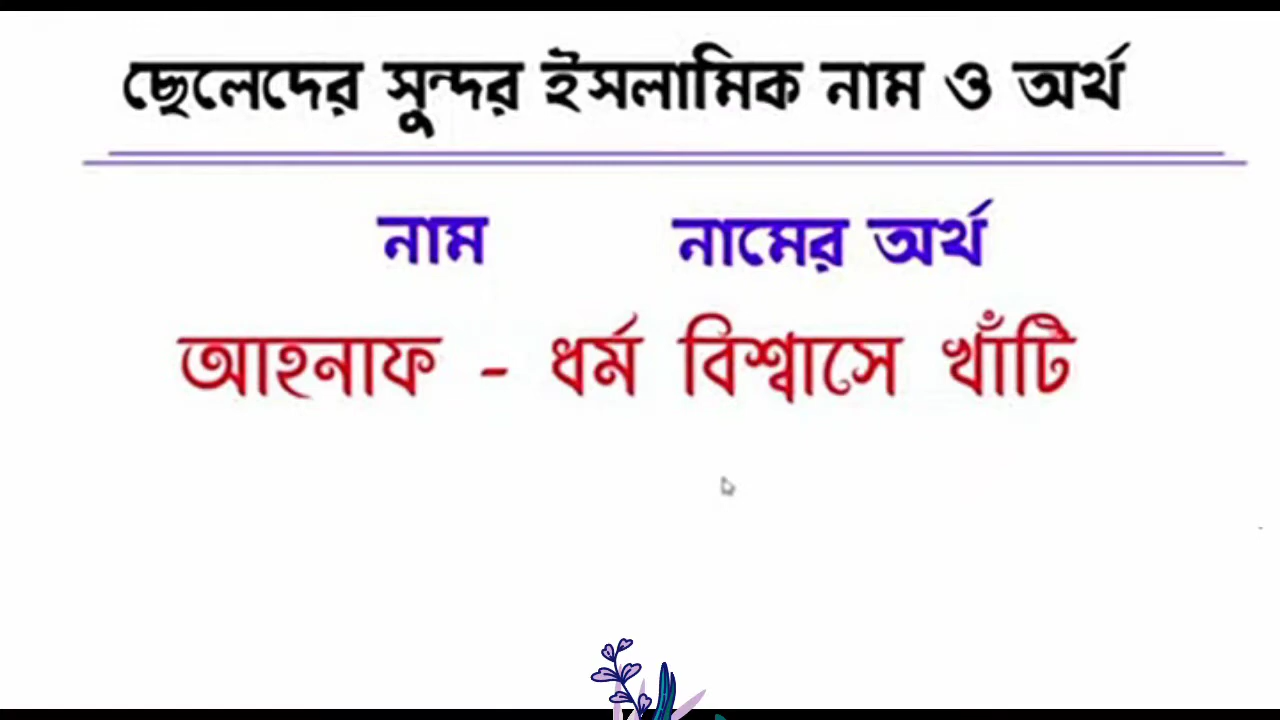 ছেলেদের সুন্দর ইসলামিক নাম ও অর্থ
নাম নামের অর্থ
আহনাফ - ধর্ম বিশ্বাসে খাঁটি